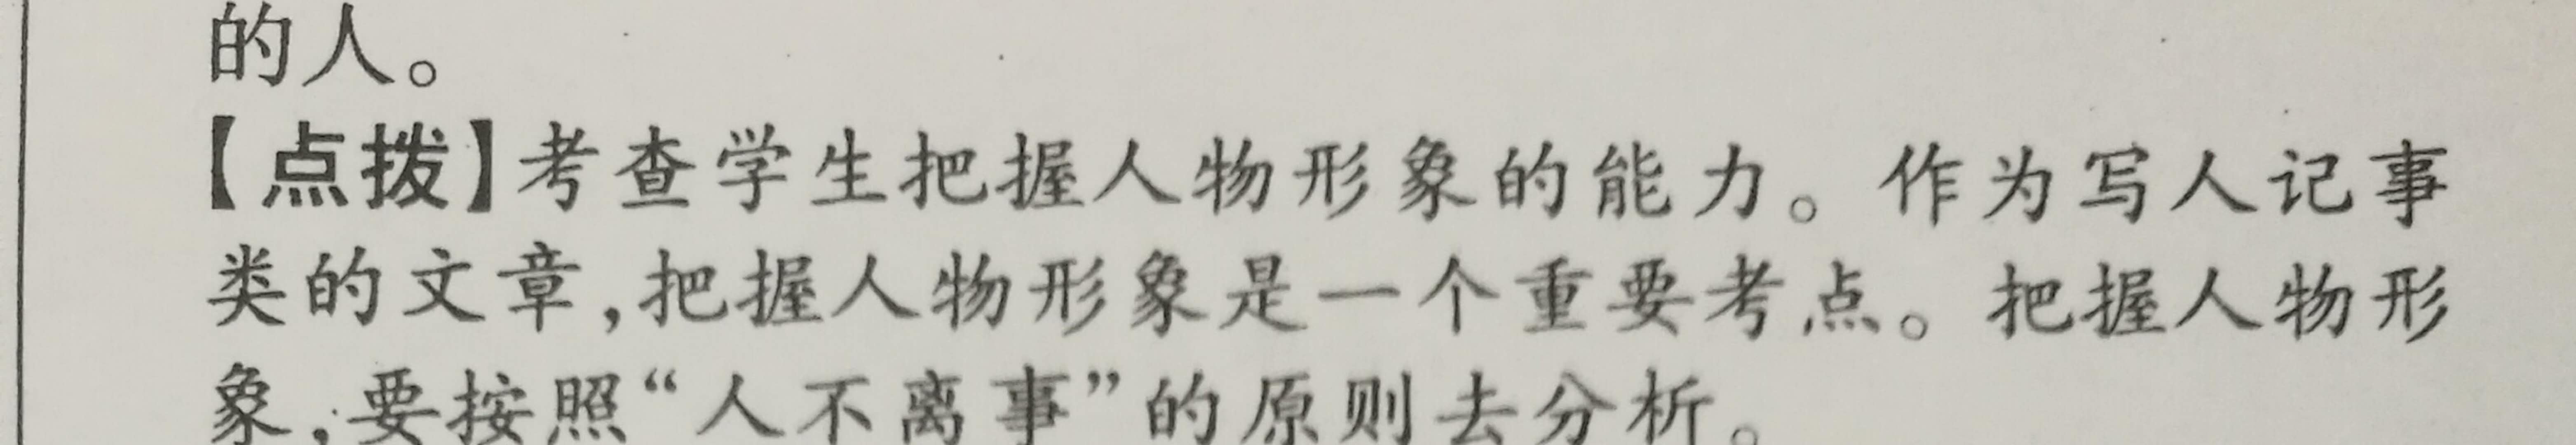 的人。
【点拨】考查学生把握人物形象的能力。作为写人记事
类的文章,把握人物形象是一个重要考点。把握人物形
象,要按照“人不离事”的原则去分析。